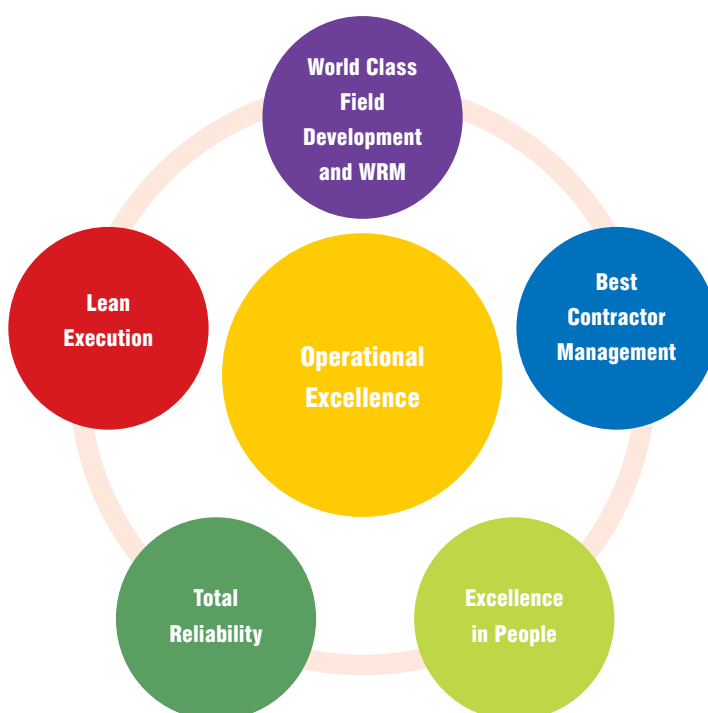 World Class
Field
Development
and WRM
Best
Contractor
Management
Lean
Execution
Operational
Excellence
Total
Reliability
Excellence
in People